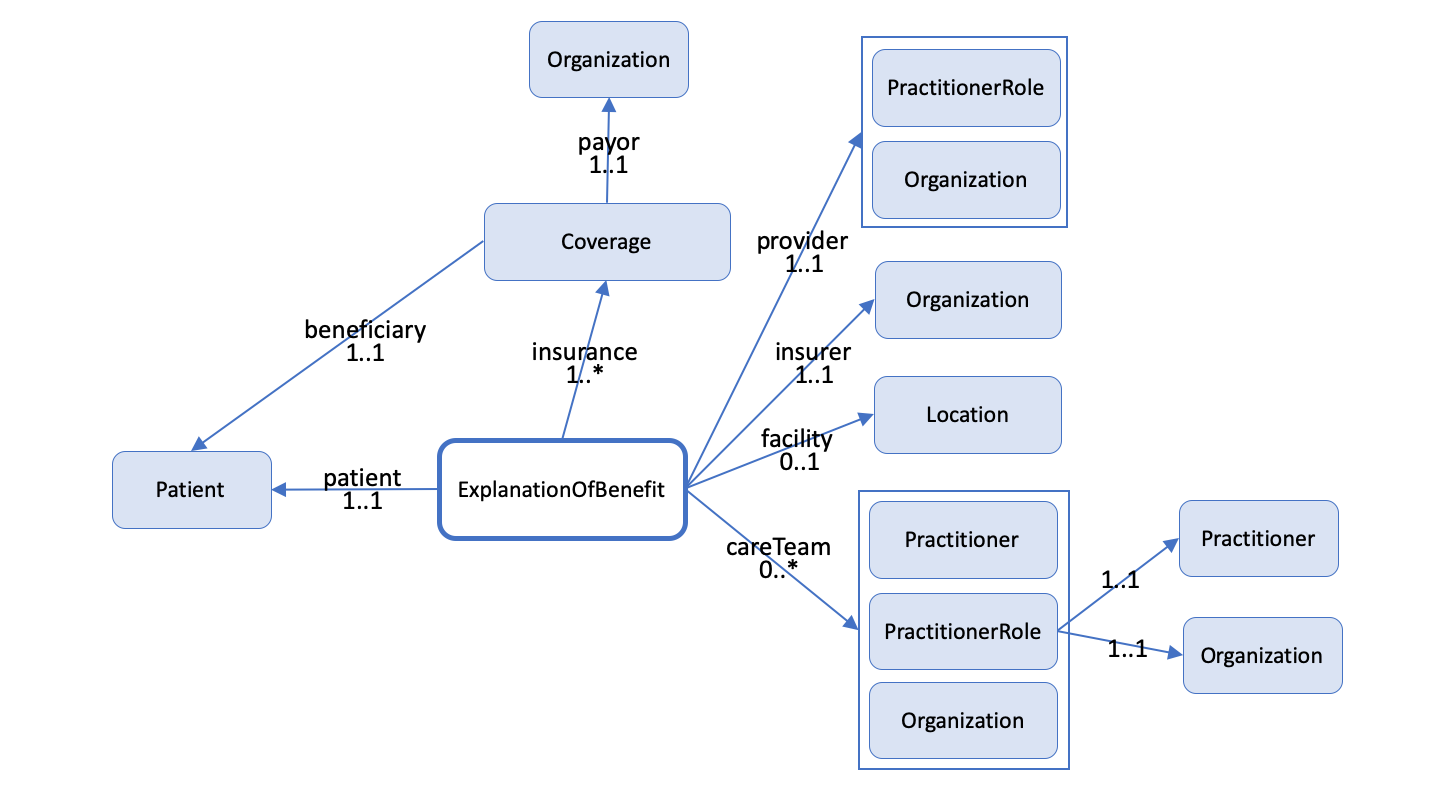 Organization
payor
1..1
Coverage
beneficiary
1..1
insurance
1..*
Patient
patient
1..1
ExplanationOfBenefit
provider
1..1
PractitionerRole
Organization
insurer
1..1
Organization
facility
0..1
Location
careTeam
0..*
Practitioner
PractitionerRole
Organization
1..1
Practitioner
1..1
Organization